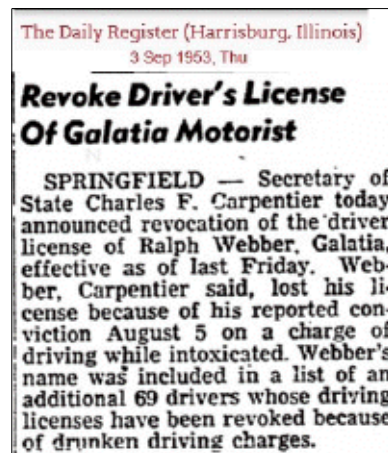 The Daily Register (Harrisburg, Illinois)
3 Sep 1953, Thu
Revoke Driver's License
Of Galatia Motorist
SPRINGFIELD — Secretary of
State Charles F. Carpentier today
announced revocation of the driver
license of Ralph Webber, Galatia,
effective as of last Friday. Web-
ber, Carpentier said, lost his li-
cense because of his reported con-
viction August 5 on a charge of
driving while intoxicated. Webber's
name was included in a list of an
additional 69 drivers whose driving
licenses have been revoked because
of drunken driving charges.